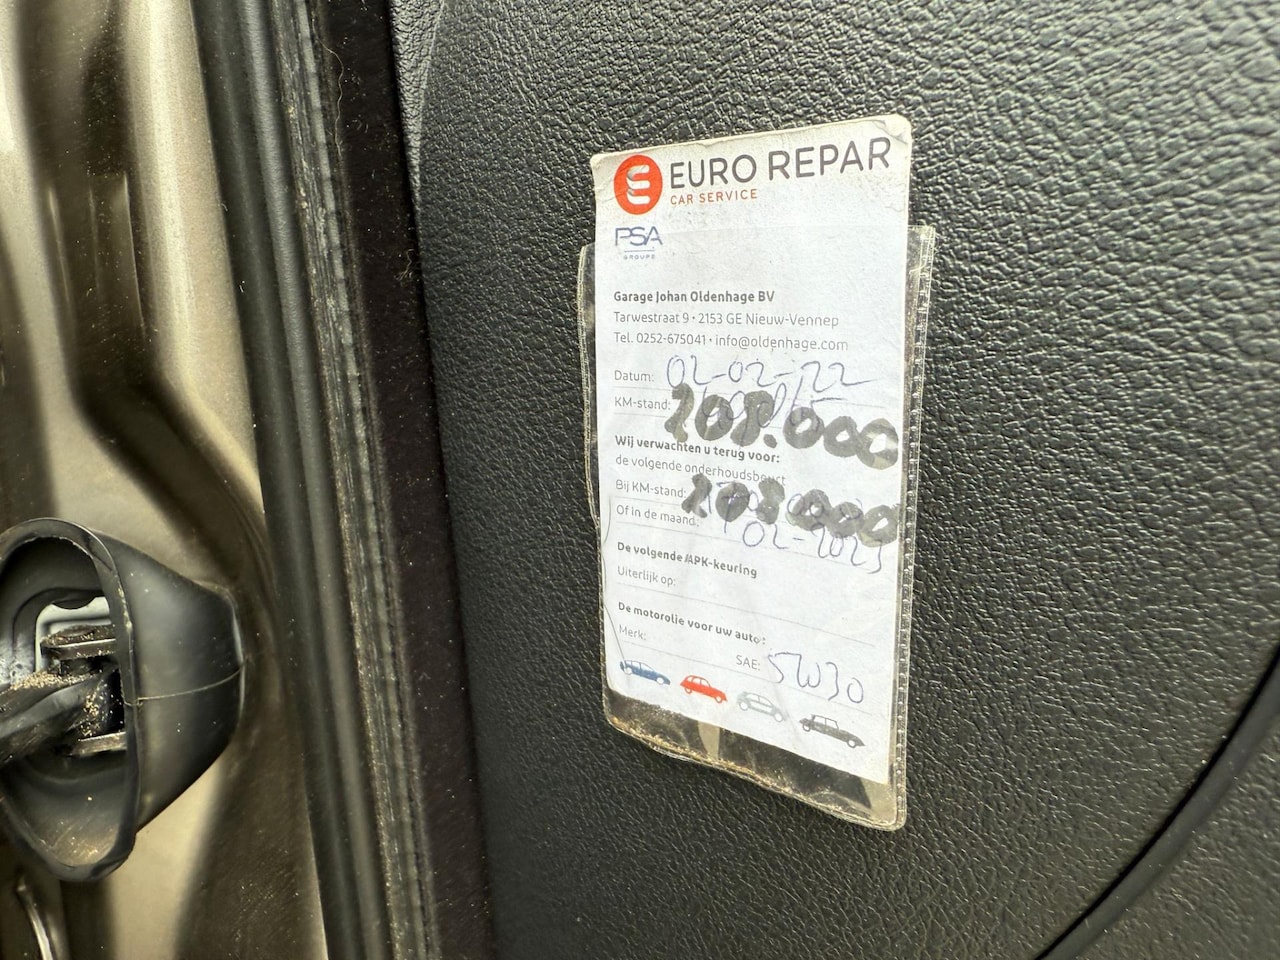 EURO REPAR
CAR SERVICE
PSA
GROUPE
Garage Johan Oldenhage BV
Tarwestraat 9 • 2153 GE Nieuw-Vennep
Tel. 0252-675041 • info@oldenhage.com
Datum: 02-02-22
KM-stand: 208.000
Wij verwachten u terug voor:
de volgende onderhoudsbeurt
Bij KM-stand: 203.000
Of in de maand: 02-2023
De volgende APK-keuring
Uiterlijk op:
De motorolie voor uw auto:
Merk:
SAE: 5W30